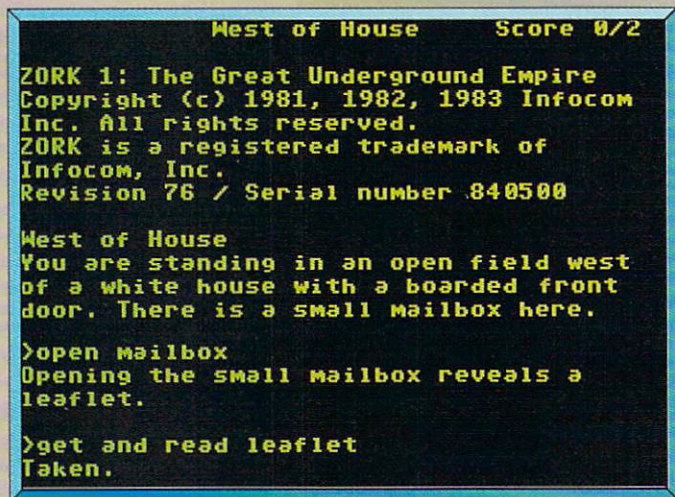 West of House Score 0/2
ZORK 1: The Great Underground Empire
Copyright (c) 1981, 1982, 1983 Infocom
Inc. All rights reserved.
ZORK is a registered trademark of
Infocom, Inc.
Revision 76 / Serial number 840500
West of House
You are standing in an open field west
of a white house with a boarded front
door. There is a small mailbox here.
>open mailbox
Opening the small mailbox reveals a
leaflet.
>get and read leaflet
Taken.